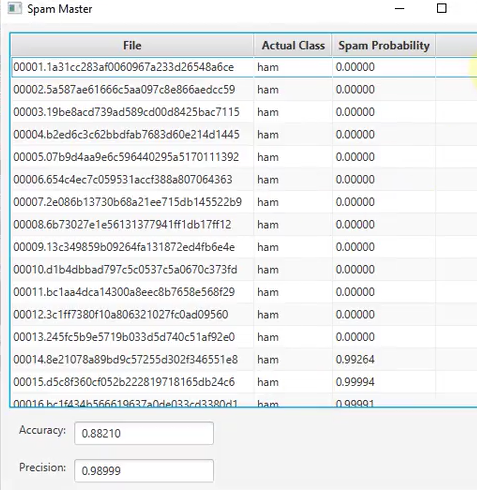 Spam Master
File Actual Class Spam Probability
00001.1a31cc283af0060967a233d26548a6ce ham 0.00000
00002.5a587ae61666c5aa097c8e866aedcc59 ham 0.00000
00003.19be8acd739ad589cd00d8425bac7115 ham 0.00000
00004.b2ed6c3c62bbdfab7683d60e214d1445 ham 0.00000
00005.07b9d4aa9e6c596440295a5170111392 ham 0.00000
00006.654c4ec7c059531accf388a807064363 ham 0.00000
00007.2e086b13730b68a21ee715db145522b9 ham 0.00000
00008.6b73027e1e56131377941ff1db17ff12 ham 0.00000
00009.13c349859b09264fa131872ed4fb6e4e ham 0.00000
00010.d1b4dbbad797c5c0537c5a0670c373fd ham 0.00000
00011.bc1aa4dca14300a8eec8b7658e568f29 ham 0.00000
00012.3c1ff7380f10a806321027fc0ad09560 ham 0.00000
00013.245fc5b9e5719b033d5d740c51af92e0 ham 0.00000
00014.8e21078a89bd9c57255d302f346551e8 ham 0.99264
00015.d5c8f360cf052b222819718165db24c6 ham 0.99994
00016.bc1f434b566619637a0de033cd3380d1 ham 0.99991
Accuracy: 0.88210
Precision: 0.98999